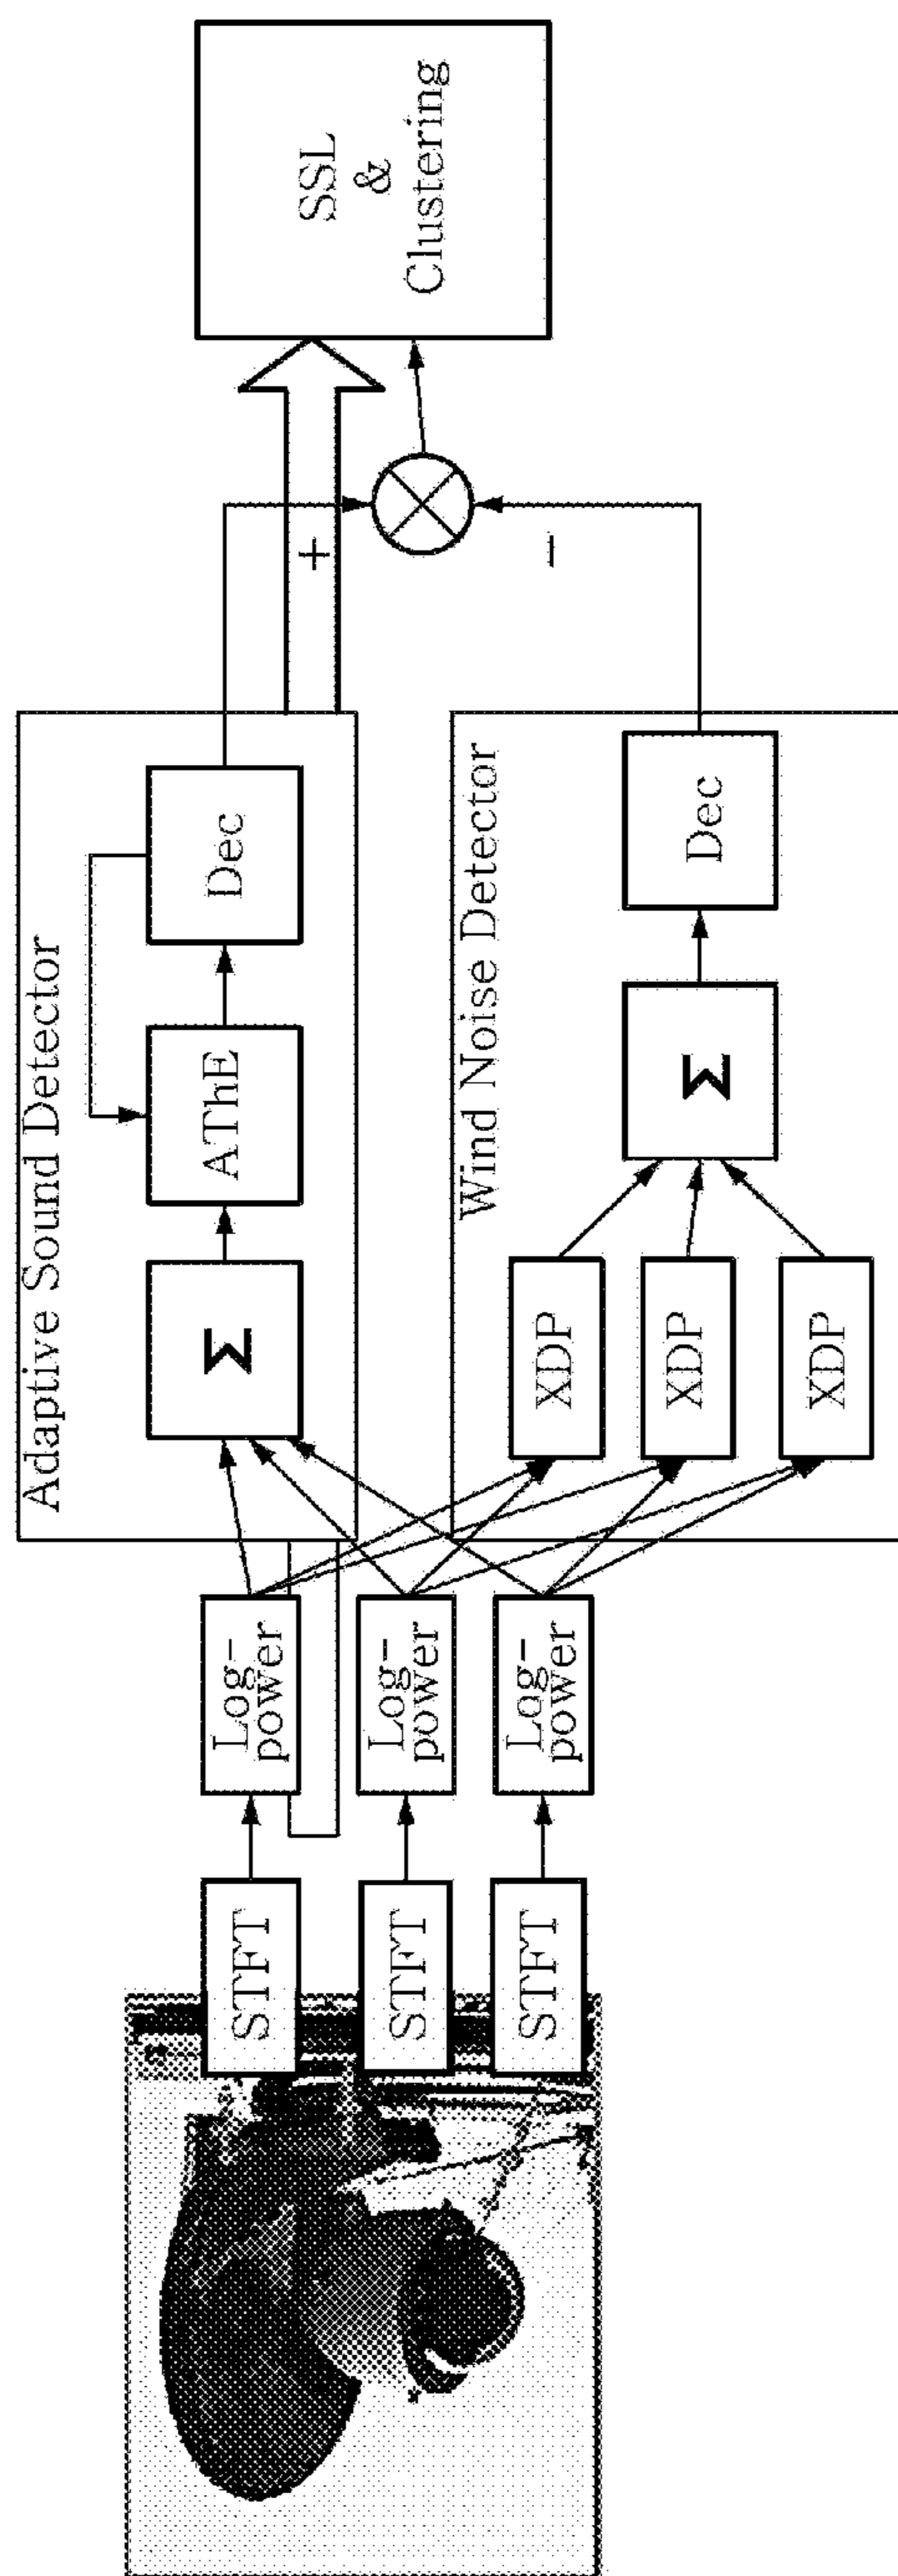 STFT
STFT
STFT
Log-
power
Log-
power
Log-
power
Adaptive Sound Detector
Σ
AThE
Dec
Wind Noise Detector
XDP
XDP
XDP
Σ
Dec
+
−
SSL
&
Clustering